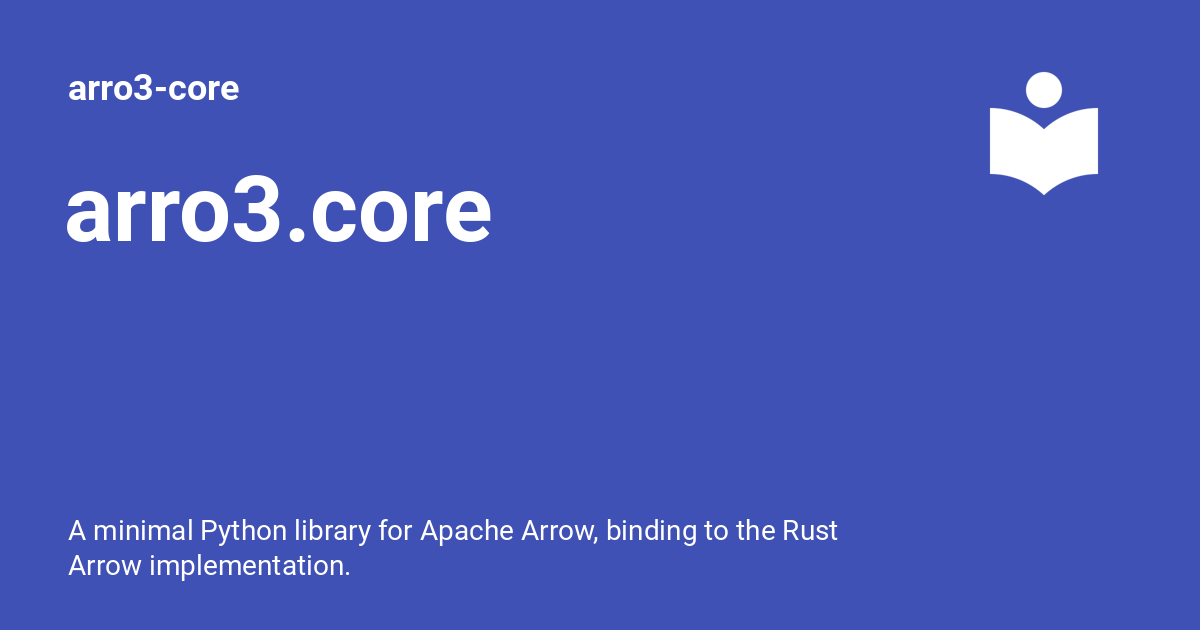 arro3-core
arro3.core
A minimal Python library for Apache Arrow, binding to the Rust
Arrow implementation.